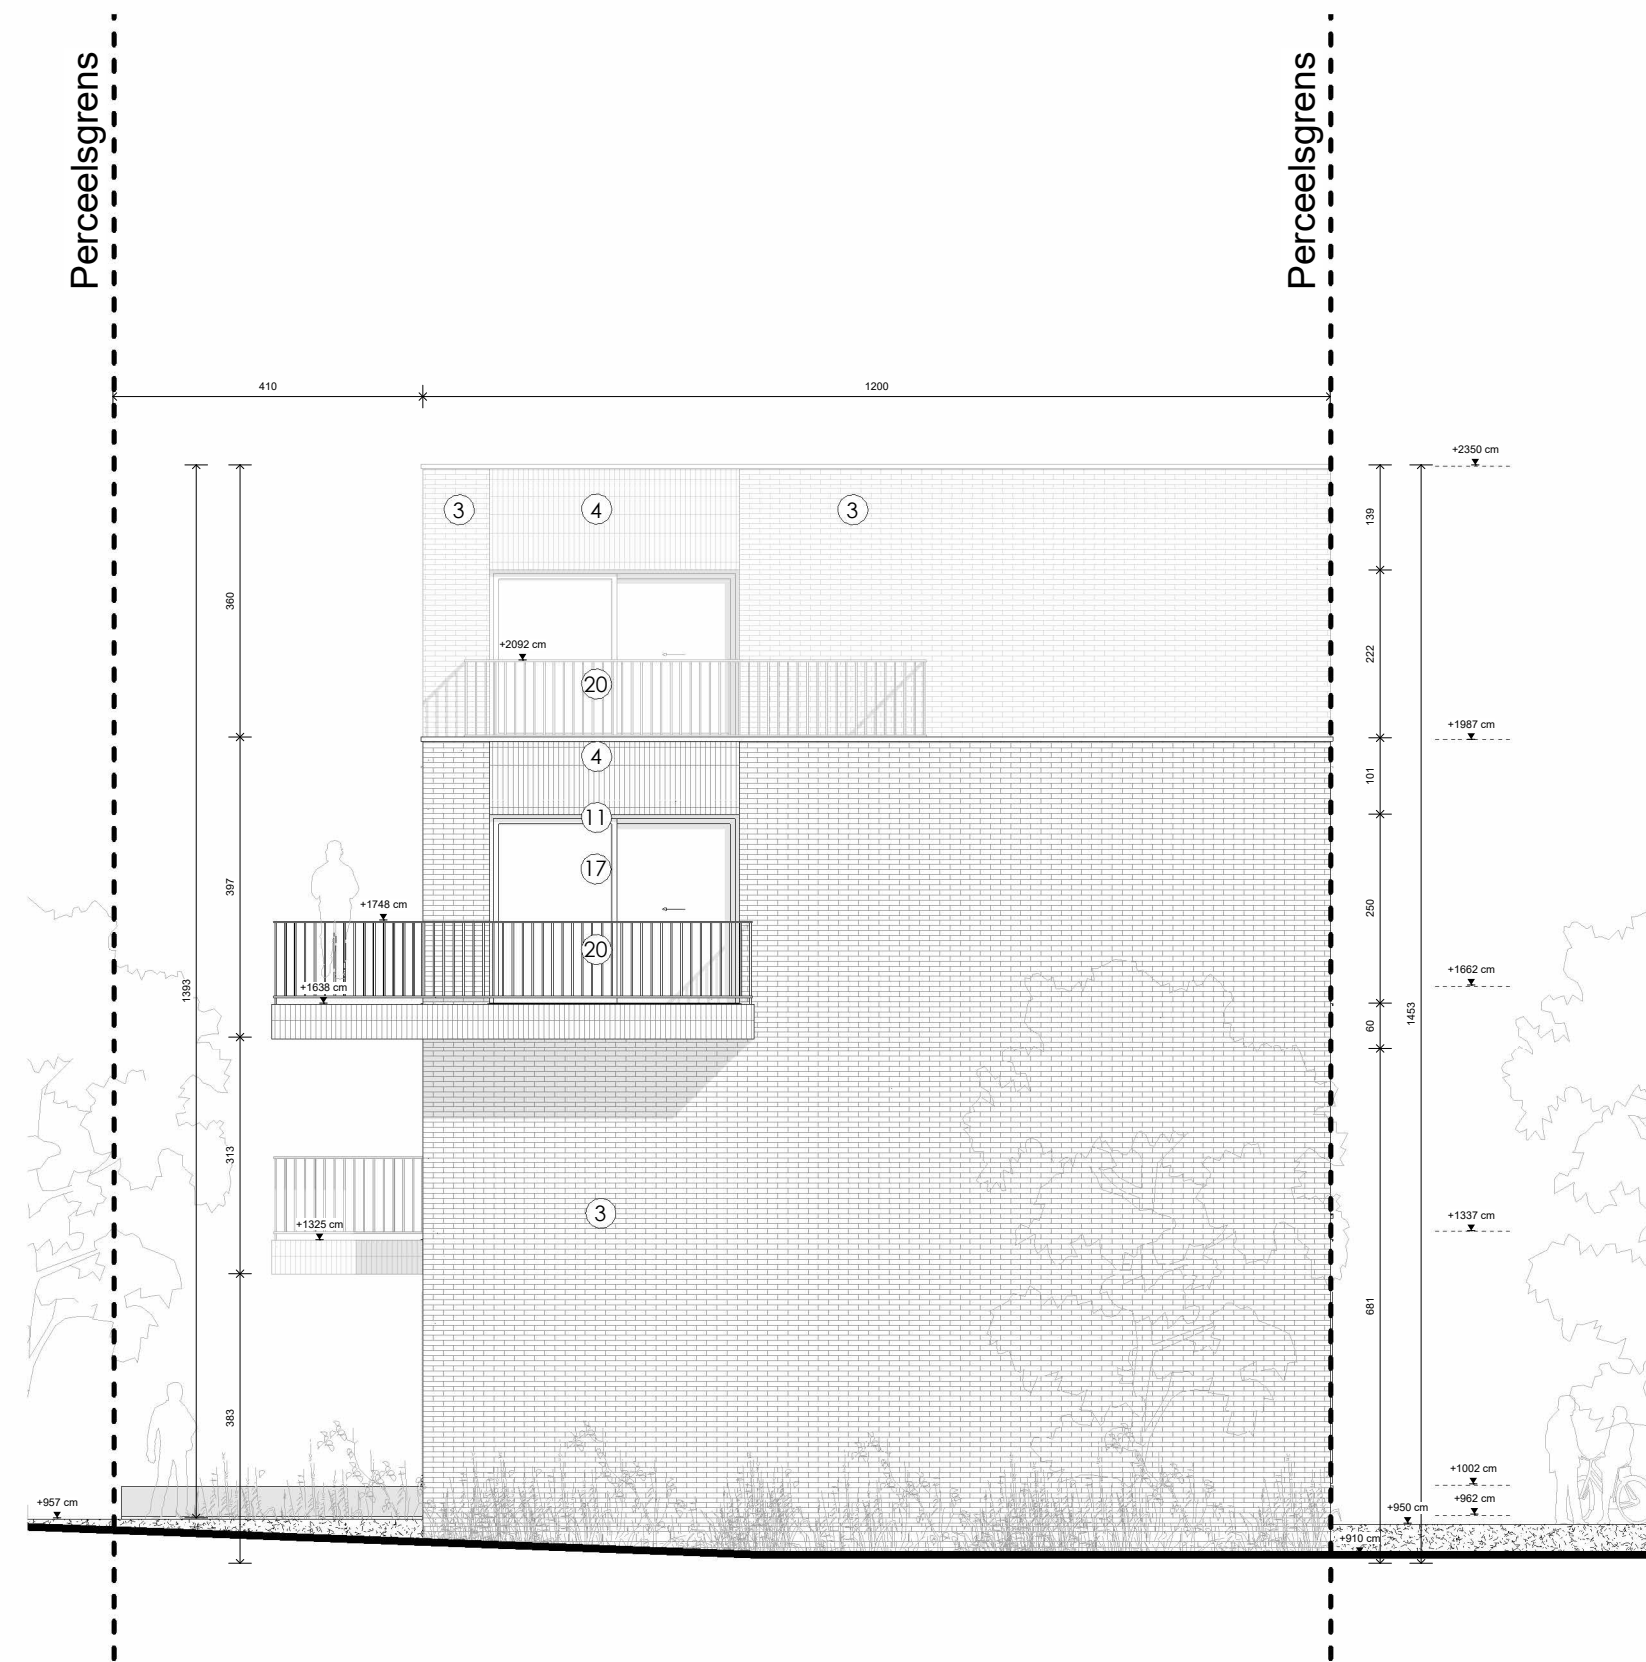 Perceelsgrens
Perceelsgrens
410
1200
+2350 cm
3
4
3
139
360
222
+2092 cm
20
+1987 cm
4
101
11
17
397
250
+1748 cm
20
+1662 cm
1393
+1638 cm
1453
60
313
3
+1325 cm
+1337 cm
681
383
+1002 cm
+957 cm
+962 cm
+950 cm
+910 cm